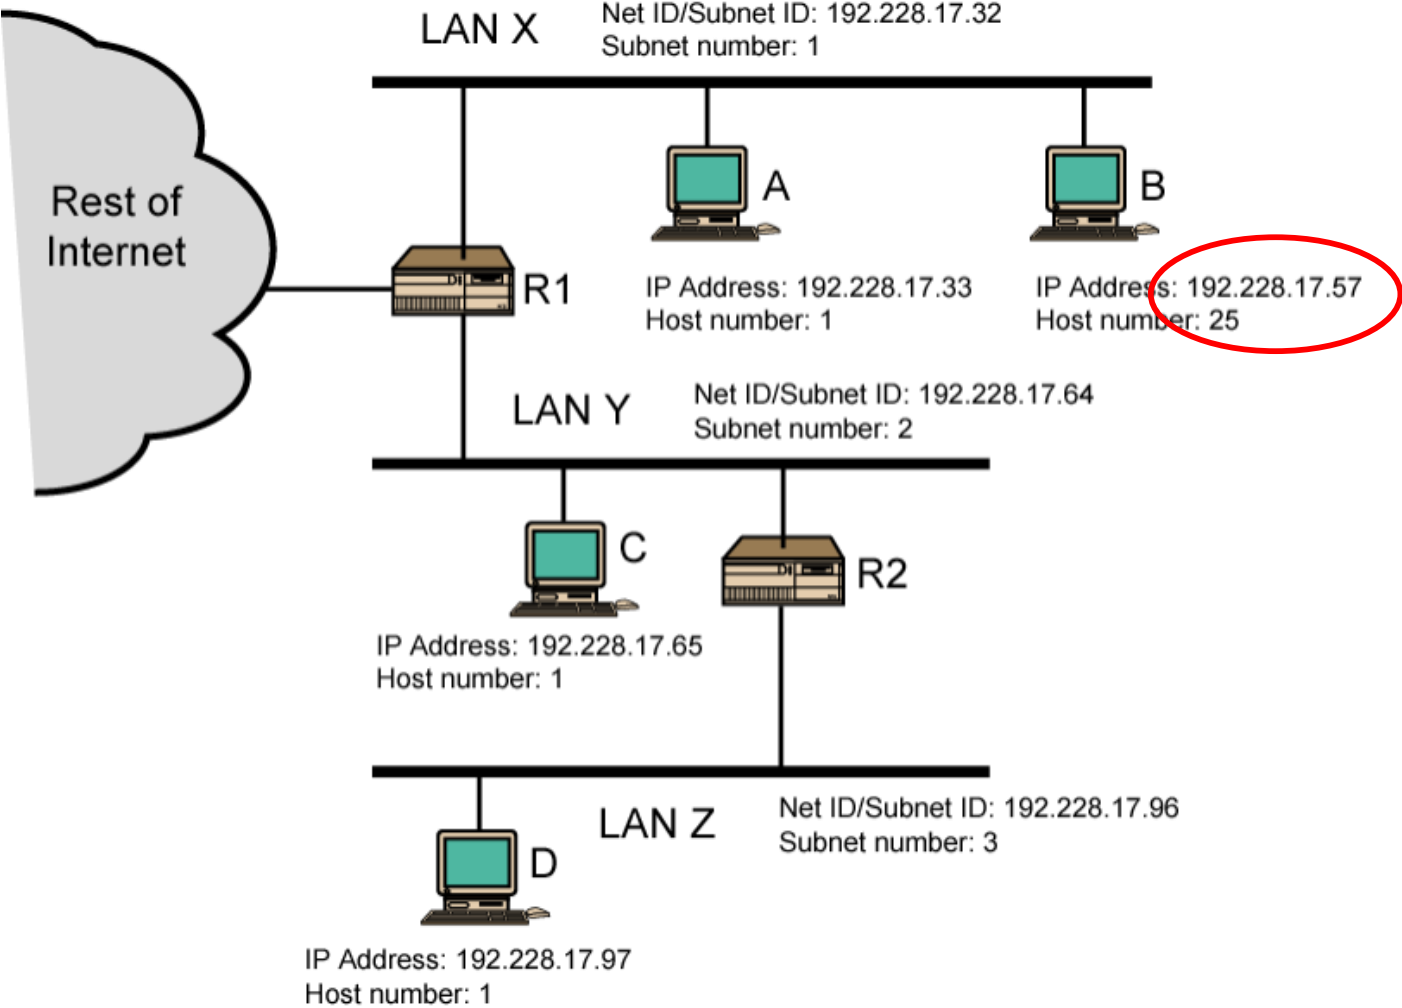 LAN X
Net ID/Subnet ID: 192.228.17.32
Subnet number: 1
Rest of
Internet
A
B
R1
IP Address: 192.228.17.33
Host number: 1
IP Address: 192.228.17.57
Host number: 25
LAN Y
Net ID/Subnet ID: 192.228.17.64
Subnet number: 2
C
R2
IP Address: 192.228.17.65
Host number: 1
LAN Z
Net ID/Subnet ID: 192.228.17.96
Subnet number: 3
D
IP Address: 192.228.17.97
Host number: 1